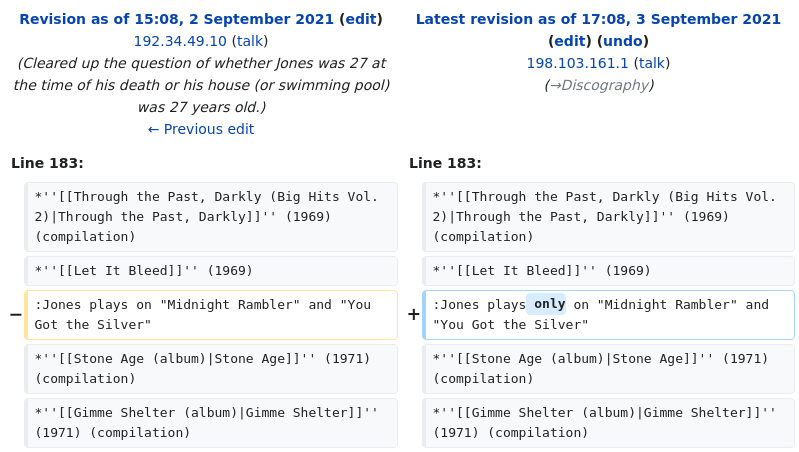 Revision as of 15:08, 2 September 2021 (edit)
192.34.49.10 (talk)
(Cleared up the question of whether Jones was 27 at
the time of his death or his house (or swimming pool)
was 27 years old.)
← Previous edit
Latest revision as of 17:08, 3 September 2021
(edit) (undo)
198.103.161.1 (talk)
(→Discography)
Line 183:
*''[[Through the Past, Darkly (Big Hits Vol.
2)|Through the Past, Darkly]]'' (1969)
(compilation)
*''[[Let It Bleed]]'' (1969)
− :Jones plays on "Midnight Rambler" and "You
Got the Silver"
*''[[Stone Age (album)|Stone Age]]'' (1971)
(compilation)
*''[[Gimme Shelter (album)|Gimme Shelter]]''
(1971) (compilation)
Line 183:
*''[[Through the Past, Darkly (Big Hits Vol.
2)|Through the Past, Darkly]]'' (1969)
(compilation)
*''[[Let It Bleed]]'' (1969)
+ :Jones plays only on "Midnight Rambler" and
"You Got the Silver"
*''[[Stone Age (album)|Stone Age]]'' (1971)
(compilation)
*''[[Gimme Shelter (album)|Gimme Shelter]]''
(1971) (compilation)